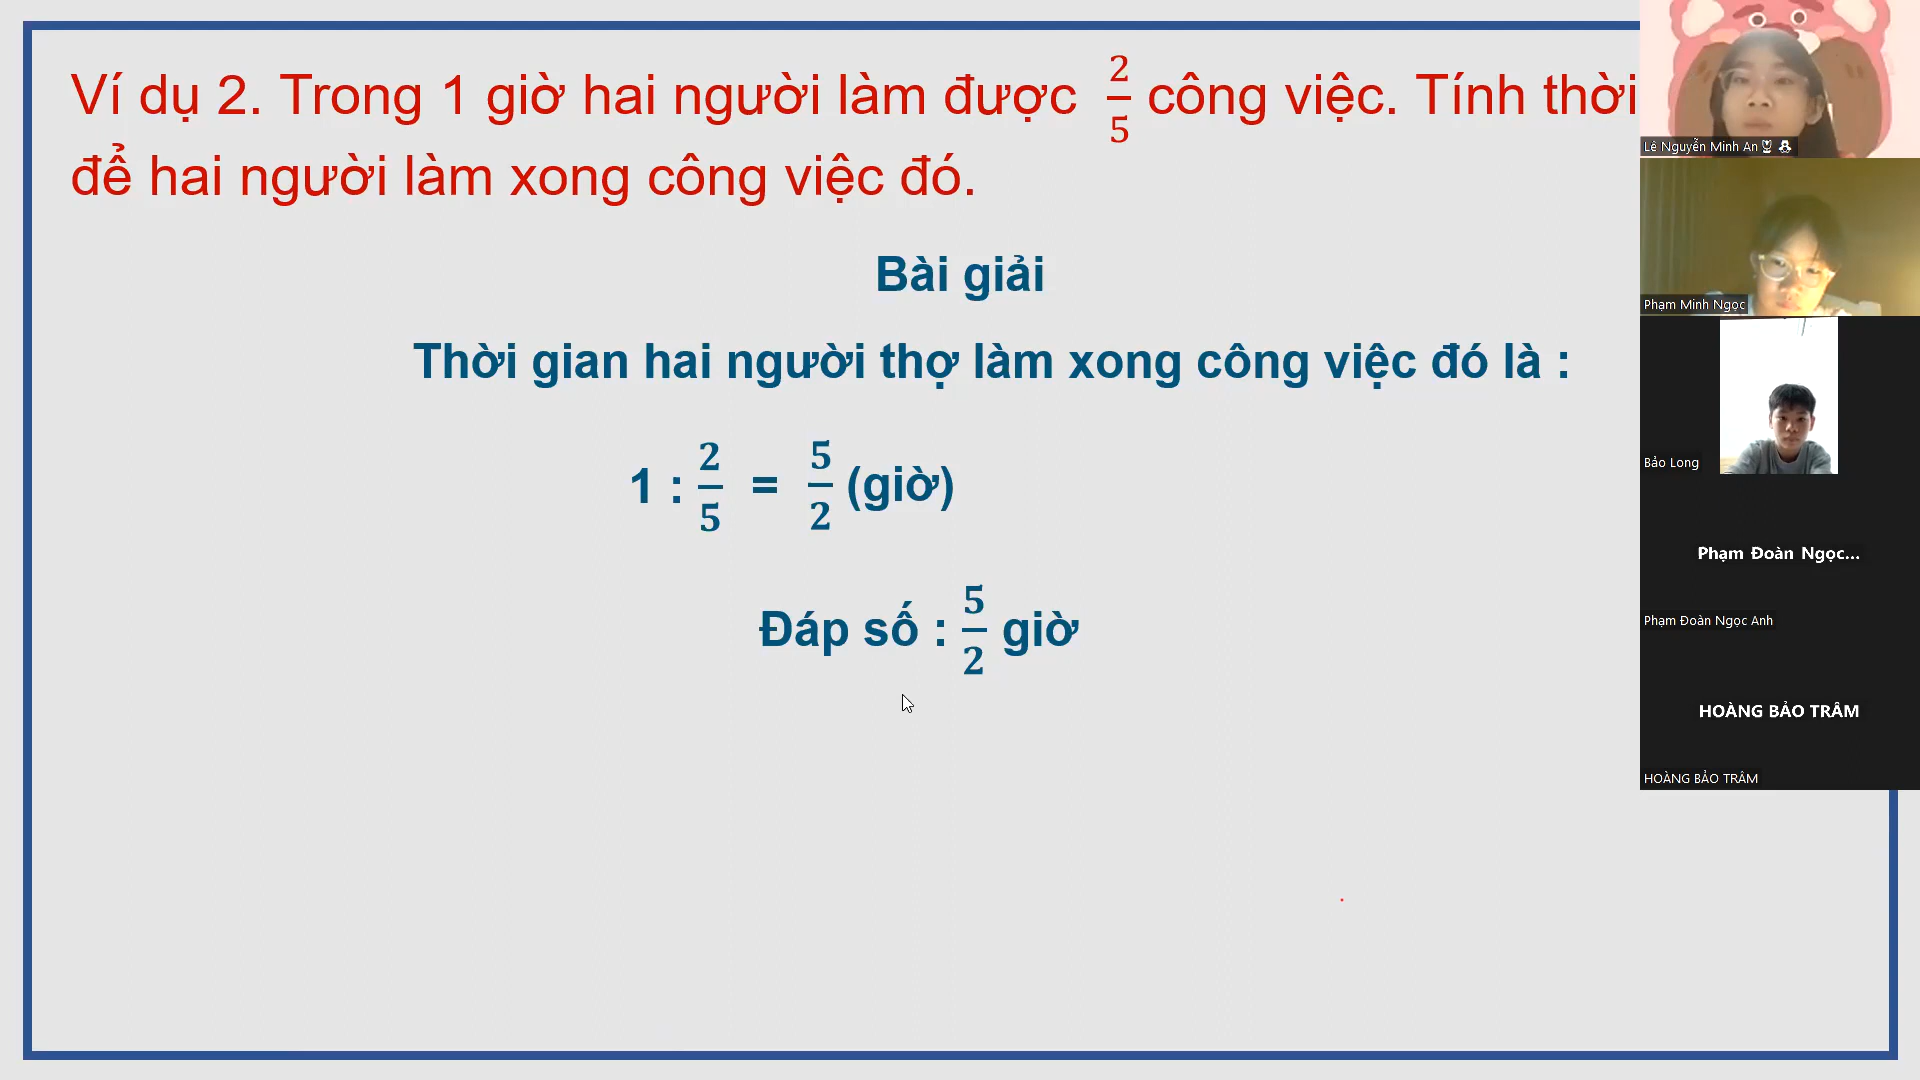 Ví dụ 2. Trong 1 giờ hai người làm được 2/5 công việc. Tính thời
để hai người làm xong công việc đó.
Bài giải
Thời gian hai người thợ làm xong công việc đó là :
1 : 2/5 = 5/2 (giờ)
Đáp số : 5/2 giờ
Lê Nguyễn Minh An
Phạm Minh Ngọc
Bảo Long
Phạm Đoàn Ngọc...
Phạm Đoàn Ngọc Anh
HOÀNG BẢO TRÂM
HOÀNG BẢO TRÂM